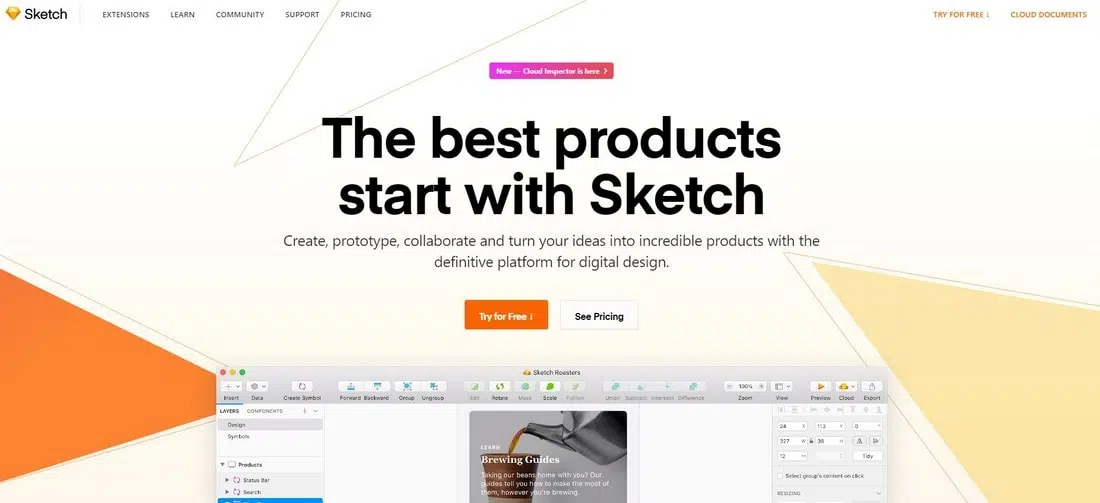 Sketch
EXTENSIONS
LEARN
COMMUNITY
SUPPORT
PRICING
TRY FOR FREE ↓
CLOUD DOCUMENTS
New — Cloud Inspector is here >
The best products
start with Sketch
Create, prototype, collaborate and turn your ideas into incredible products with the
definitive platform for digital design.
Try for Free ↓
See Pricing
Sketch Roasters
Insert
Data
Create Symbol
Forward
Backward
Group
Ungroup
Edit
Rotate
Mask
Scale
Flatten
Union
Subtract
Intersect
Difference
100%
Zoom
View
Preview
Cloud
Export
LAYERS
COMPONENTS
Design
Symbols
Products
Status Bar
Search
LEARN
Brewing Guides
Taking our beans home with you? Our
guides tell you how to make the most of
them, however you're brewing.
24 X
113 Y
0 °
327 W
36 H
12
Tidy
Select group's content on click
RESIZING